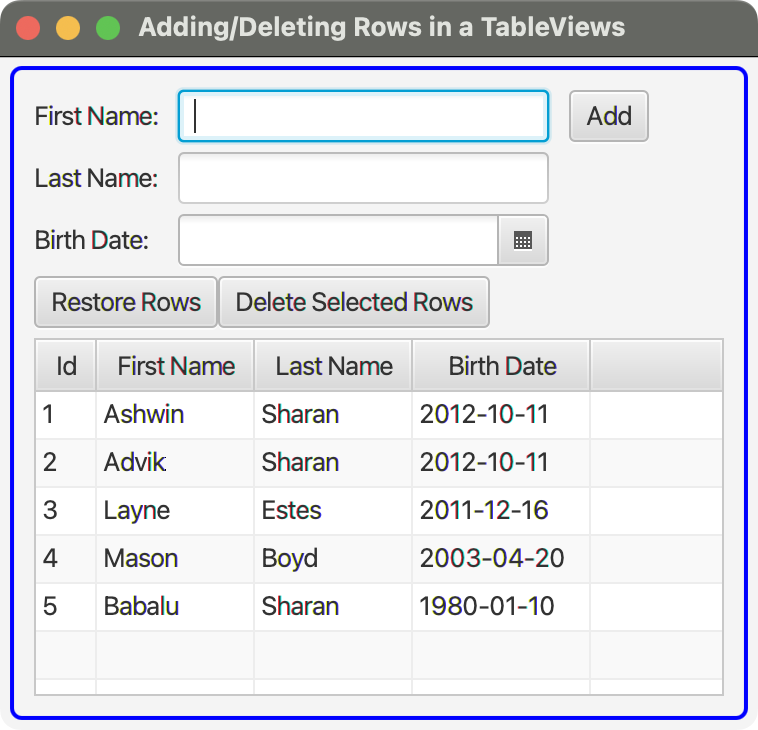 Adding/Deleting Rows in a TableViews
First Name: Add
Last Name:
Birth Date:
Restore Rows Delete Selected Rows
Id First Name Last Name Birth Date
1 Ashwin Sharan 2012-10-11
2 Advik Sharan 2012-10-11
3 Layne Estes 2011-12-16
4 Mason Boyd 2003-04-20
5 Babalu Sharan 1980-01-10